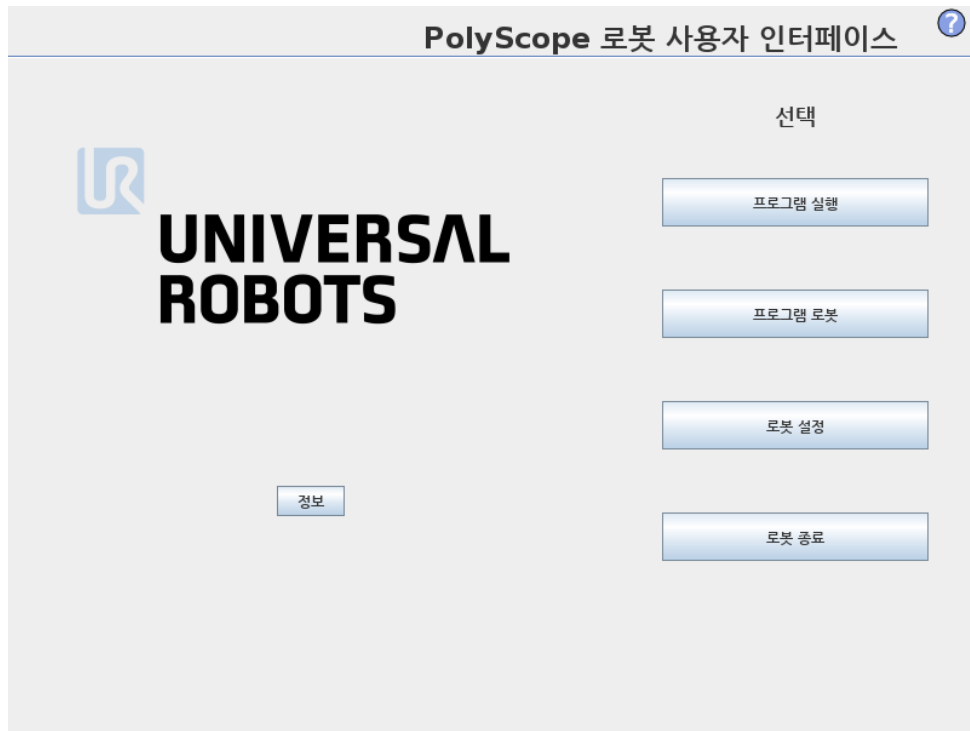 PolyScope 로봇 사용자 인터페이스
?
선택
UR
UNIVERSAL
ROBOTS
프로그램 실행
프로그램 로봇
로봇 설정
정보
로봇 종료